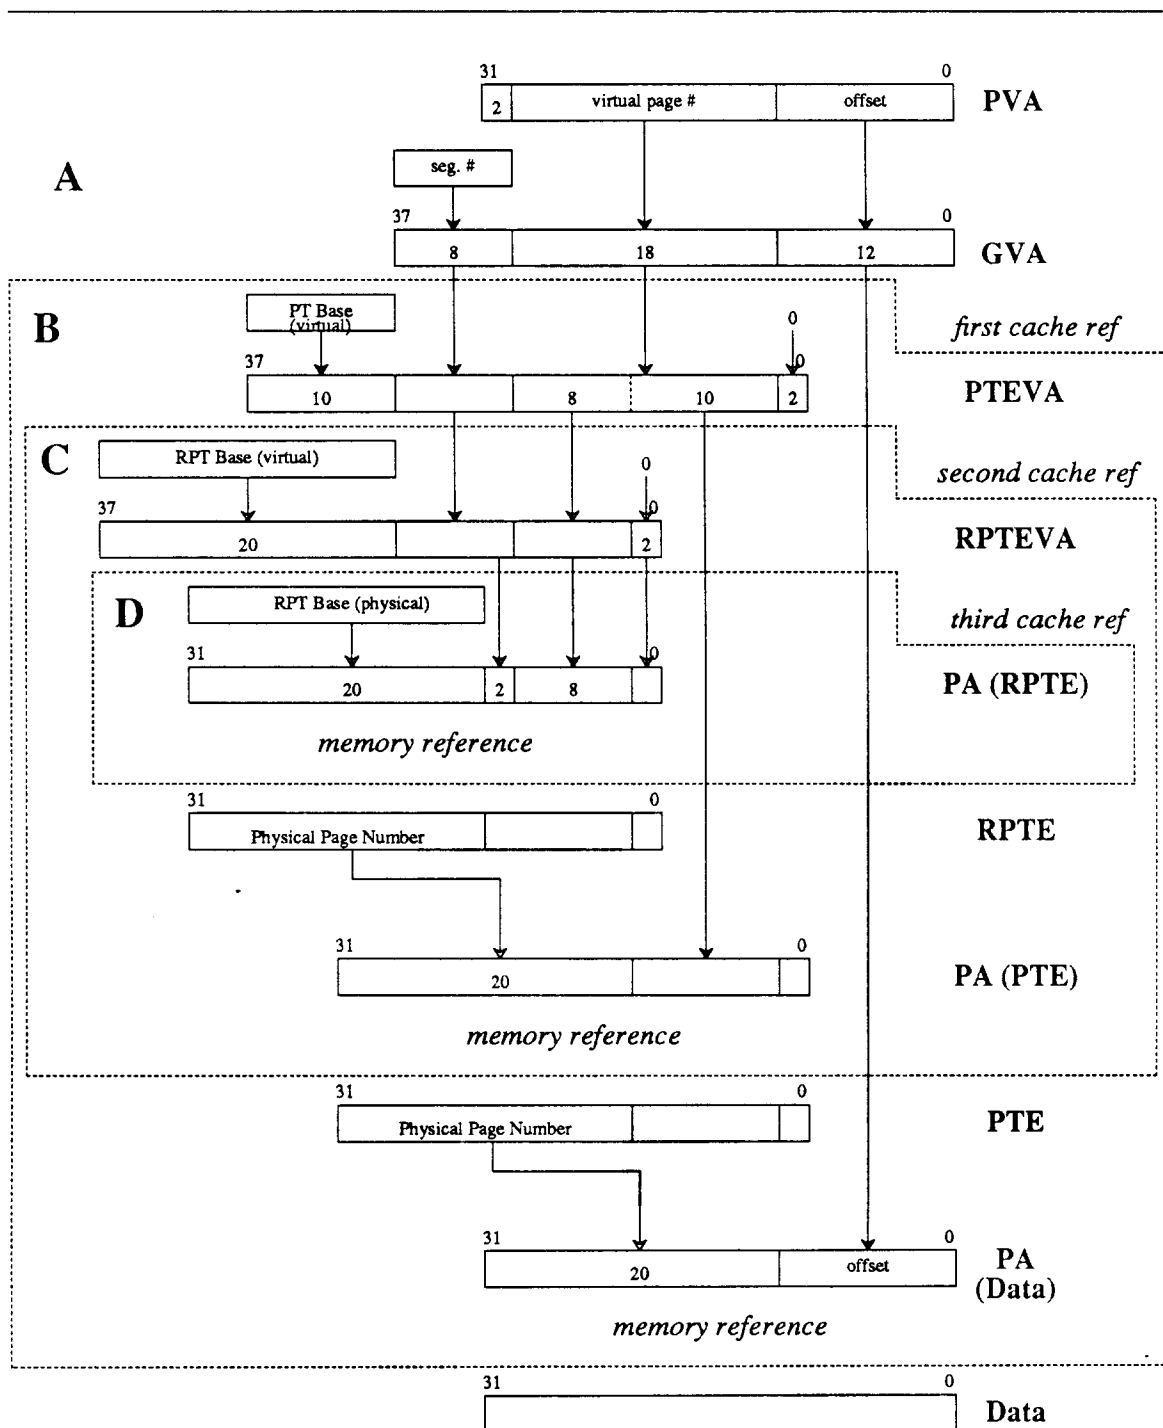 31 0
2 virtual page # offset PVA
A
seg. #
37 0
8 18 12 GVA
B
PT Base
(virtual)
0
first cache ref
37 0
10 8 10 2 PTEVA
C
RPT Base (virtual)
0
second cache ref
37 0
20 2 RPTEVA
D
RPT Base (physical)
third cache ref
31 0
20 2 8 PA (RPTE)
memory reference
31 0
Physical Page Number RPTE
31 0
20 PA (PTE)
memory reference
31 0
Physical Page Number PTE
31 0
20 offset PA
(Data)
memory reference
31 0
Data